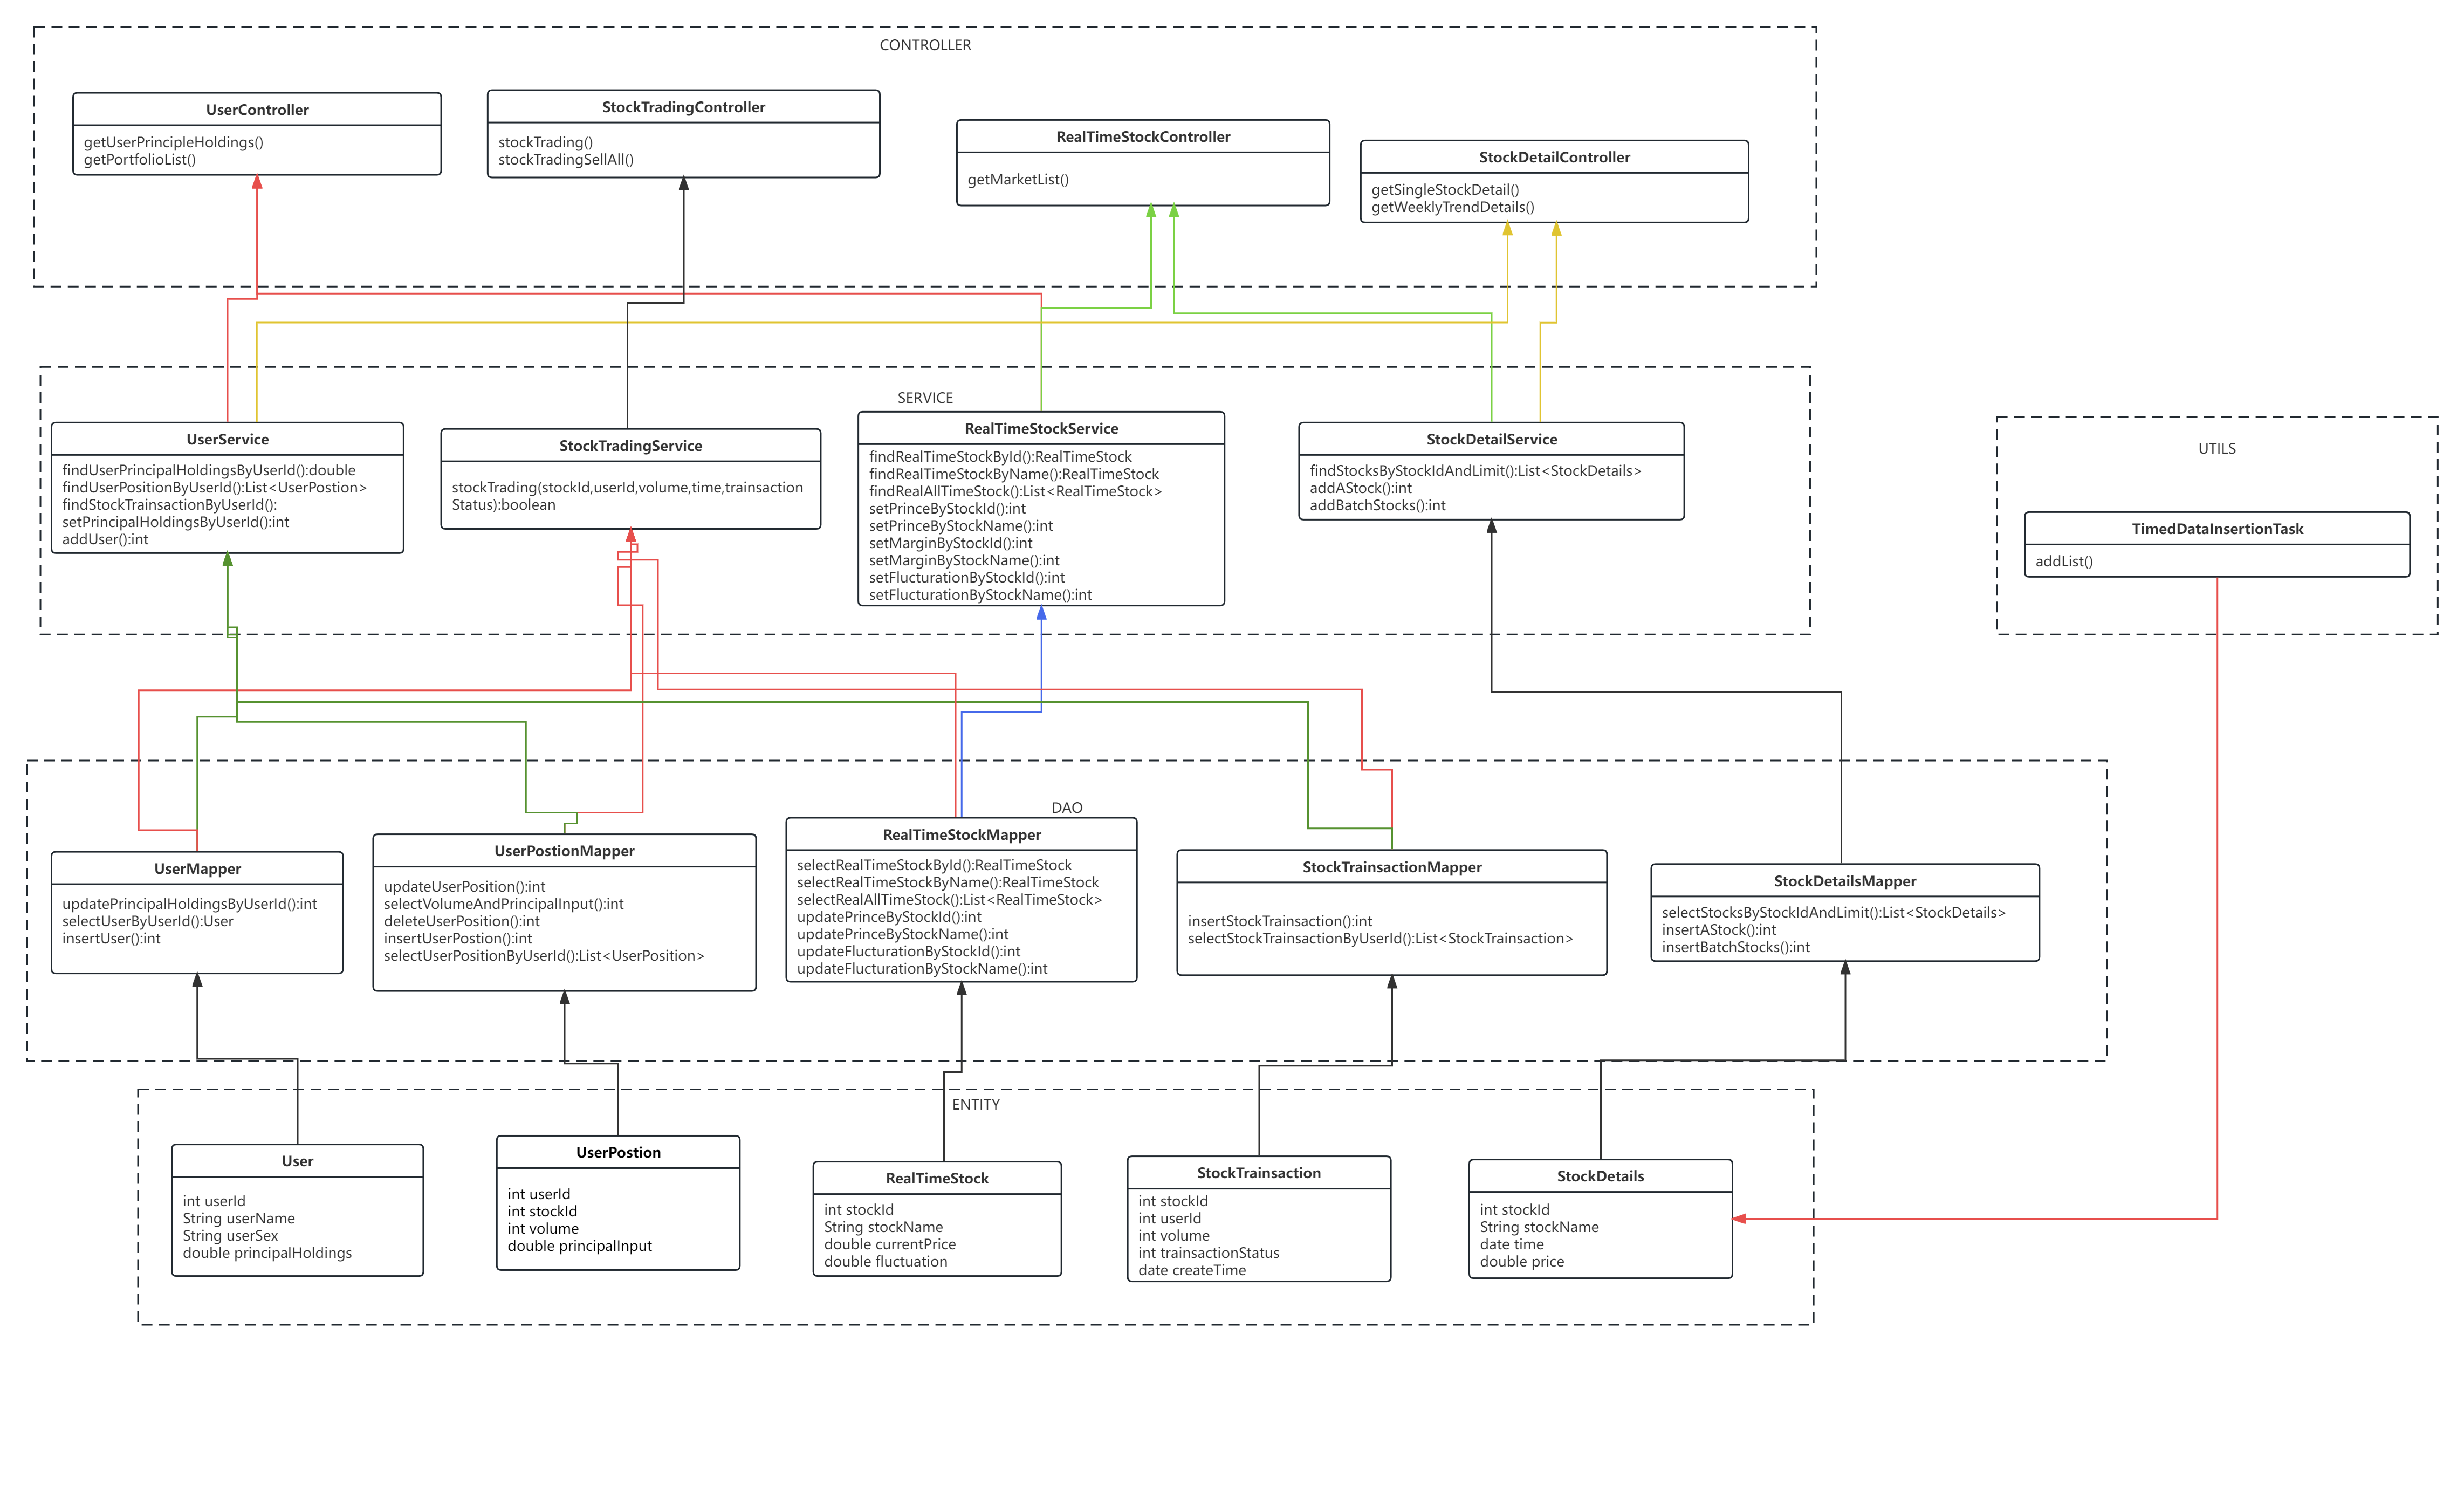 CONTROLLER
UserController
getUserPrincipleHoldings()
getPortfolioList()
StockTradingController
stockTrading()
stockTradingSellAll()
RealTimeStockController
getMarketList()
StockDetailController
getSingleStockDetail()
getWeeklyTrendDetails()
SERVICE
UserService
findUserPrincipalHoldingsByUserId():double
findUserPositionByUserId():List<UserPostion>
findStockTrainsactionByUserId():
setPrincipalHoldingsByUserId():int
addUser():int
StockTradingService
stockTrading(stockId,userId,volume,time,trainsaction
Status):boolean
RealTimeStockService
findRealTimeStockById():RealTimeStock
findRealTimeStockByName():RealTimeStock
findRealAllTimeStock():List<RealTimeStock>
setPrinceByStockId():int
setPrinceByStockName():int
setMarginByStockId():int
setMarginByStockName():int
setFlucturationByStockId():int
setFlucturationByStockName():int
StockDetailService
findStocksByStockIdAndLimit():List<StockDetails>
addAStock():int
addBatchStocks():int
UTILS
TimedDataInsertionTask
addList()
DAO
UserMapper
updatePrincipalHoldingsByUserId():int
selectUserByUserId():User
insertUser():int
UserPostionMapper
updateUserPosition():int
selectVolumeAndPrincipalInput():int
deleteUserPosition():int
insertUserPostion():int
selectUserPositionByUserId():List<UserPosition>
RealTimeStockMapper
selectRealTimeStockById():RealTimeStock
selectRealTimeStockByName():RealTimeStock
selectRealAllTimeStock():List<RealTimeStock>
updatePrinceByStockId():int
updatePrinceByStockName():int
updateFlucturationByStockId():int
updateFlucturationByStockName():int
StockTrainsactionMapper
insertStockTrainsaction():int
selectStockTrainsactionByUserId():List<StockTrainsaction>
StockDetailsMapper
selectStocksByStockIdAndLimit():List<StockDetails>
insertAStock():int
insertBatchStocks():int
ENTITY
User
int userId
String userName
String userSex
double principalHoldings
UserPostion
int userId
int stockId
int volume
double principalInput
RealTimeStock
int stockId
String stockName
double currentPrice
double fluctuation
StockTrainsaction
int stockId
int userId
int volume
int trainsactionStatus
date createTime
StockDetails
int stockId
String stockName
date time
double price